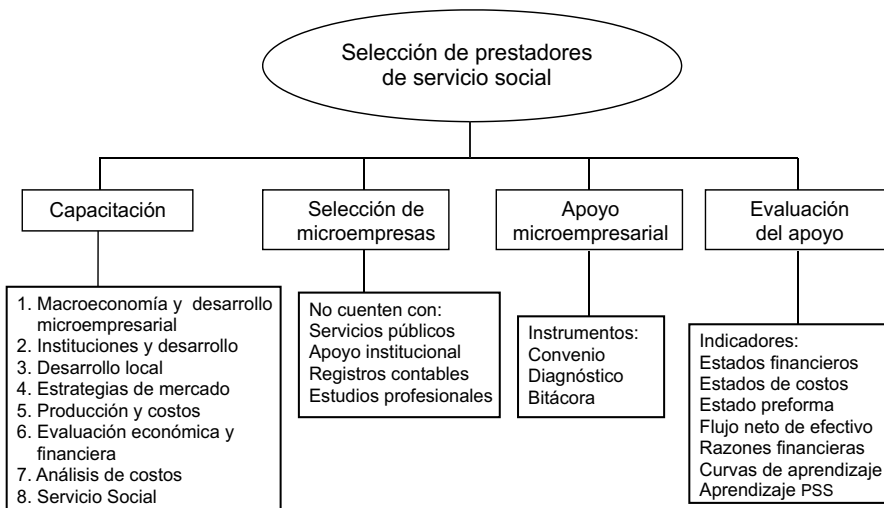 Selección de prestadores
de servicio social
Capacitación
Selección de
microempresas
Apoyo
microempresarial
Evaluación
del apoyo
1. Macroeconomía y desarrollo
microempresarial
2. Instituciones y desarrollo
3. Desarrollo local
4. Estrategias de mercado
5. Producción y costos
6. Evaluación económica y
financiera
7. Análisis de costos
8. Servicio Social
No cuenten con:
Servicios públicos
Apoyo institucional
Registros contables
Estudios profesionales
Instrumentos:
Convenio
Diagnóstico
Bitácora
Indicadores:
Estados financieros
Estados de costos
Estado preforma
Flujo neto de efectivo
Razones financieras
Curvas de aprendizaje
Aprendizaje PSS